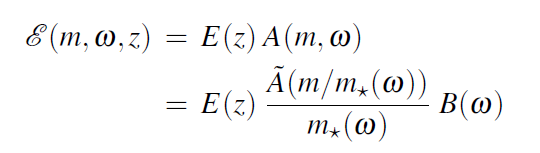 ℰ(m, ω, z) = E(z) A(m, ω)
= E(z) Ã(m/m⋆(ω)) / m⋆(ω) B(ω)